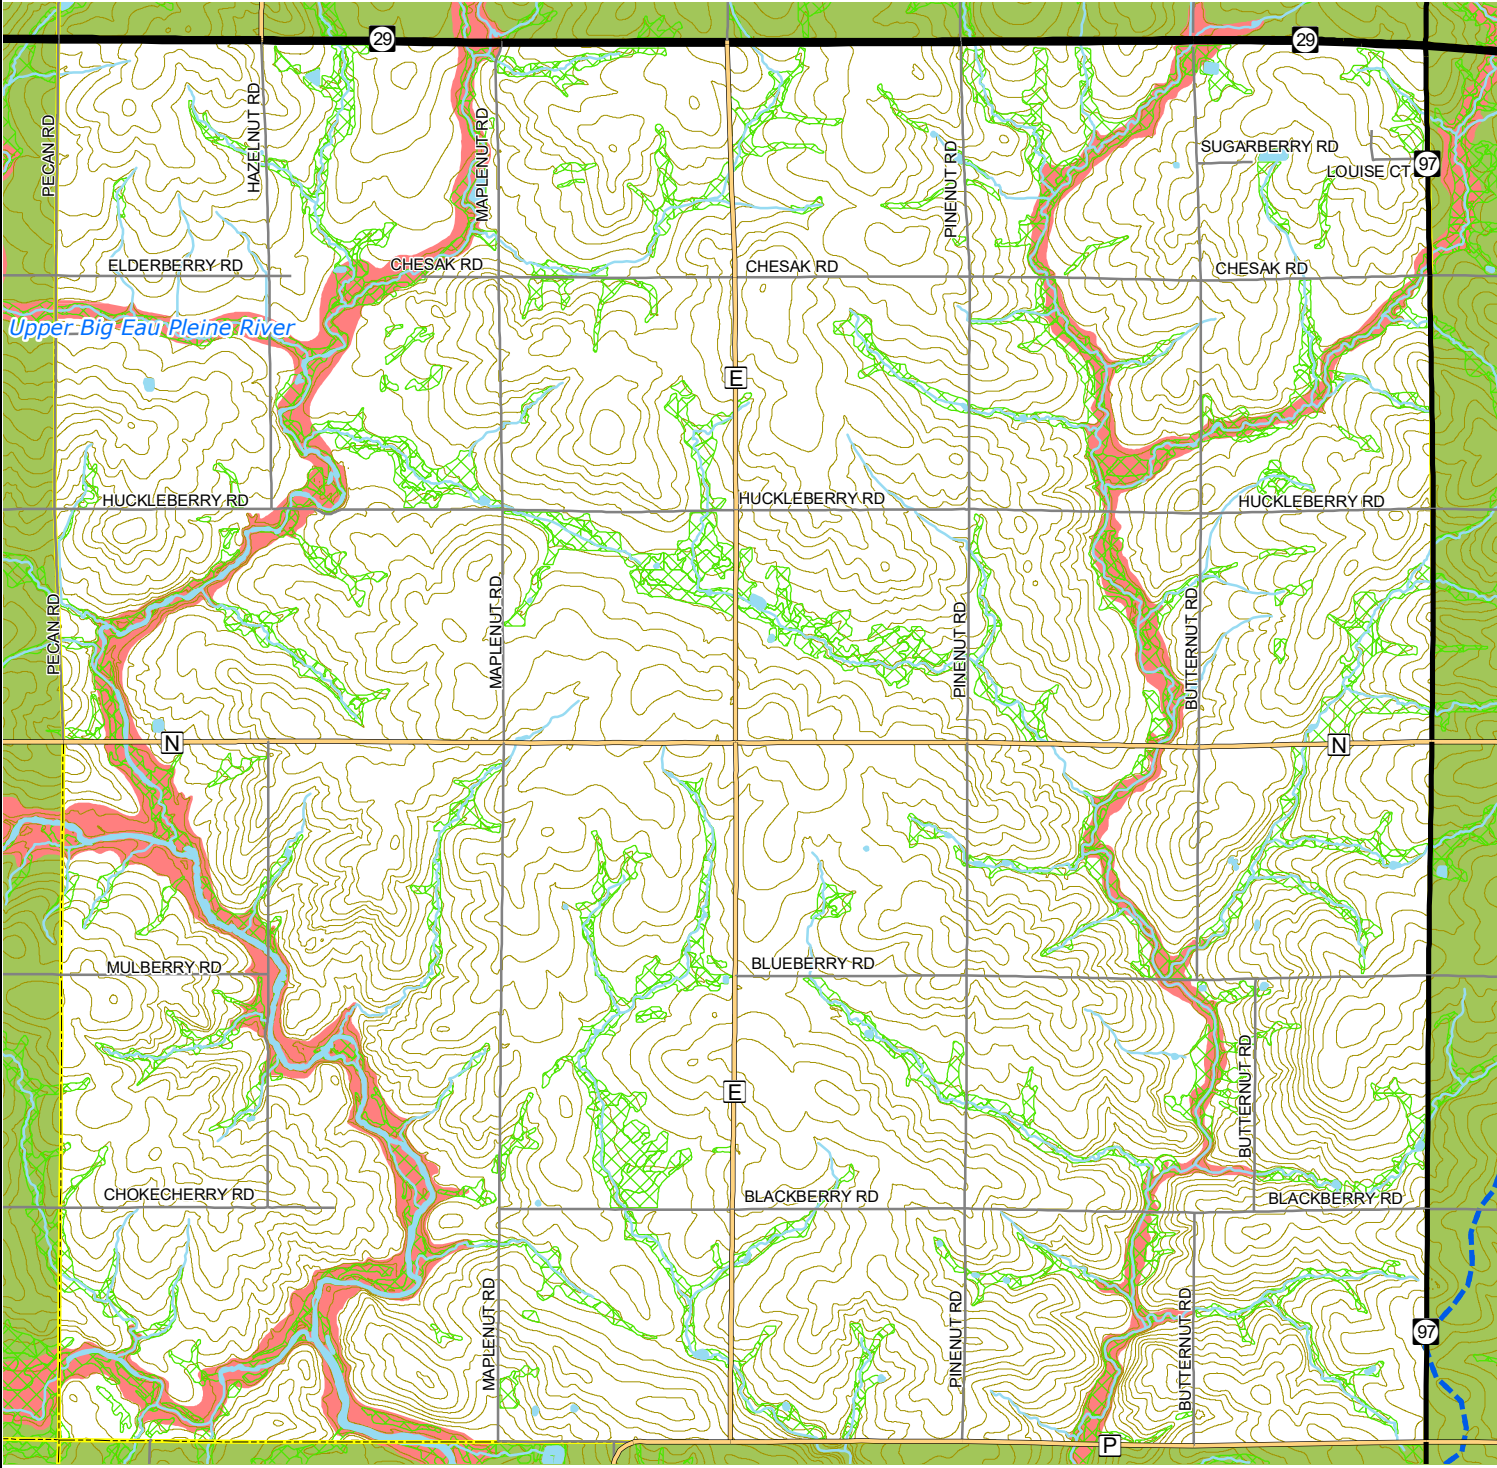 29
29
PECAN RD
HAZELNUT RD
MAPLENUT RD
PINENUT RD
SUGARBERRY RD
LOUISE CT
97
ELDERBERRY RD
CHESAK RD
CHESAK RD
CHESAK RD
Upper Big Eau Pleine River
E
HUCKLEBERRY RD
HUCKLEBERRY RD
HUCKLEBERRY RD
PECAN RD
MAPLENUT RD
PINENUT RD
BUTTERNUT RD
N
N
MULBERRY RD
BLUEBERRY RD
E
BUTTERNUT RD
CHOKECHERRY RD
BLACKBERRY RD
BLACKBERRY RD
MAPLENUT RD
PINENUT RD
BUTTERNUT RD
97
P